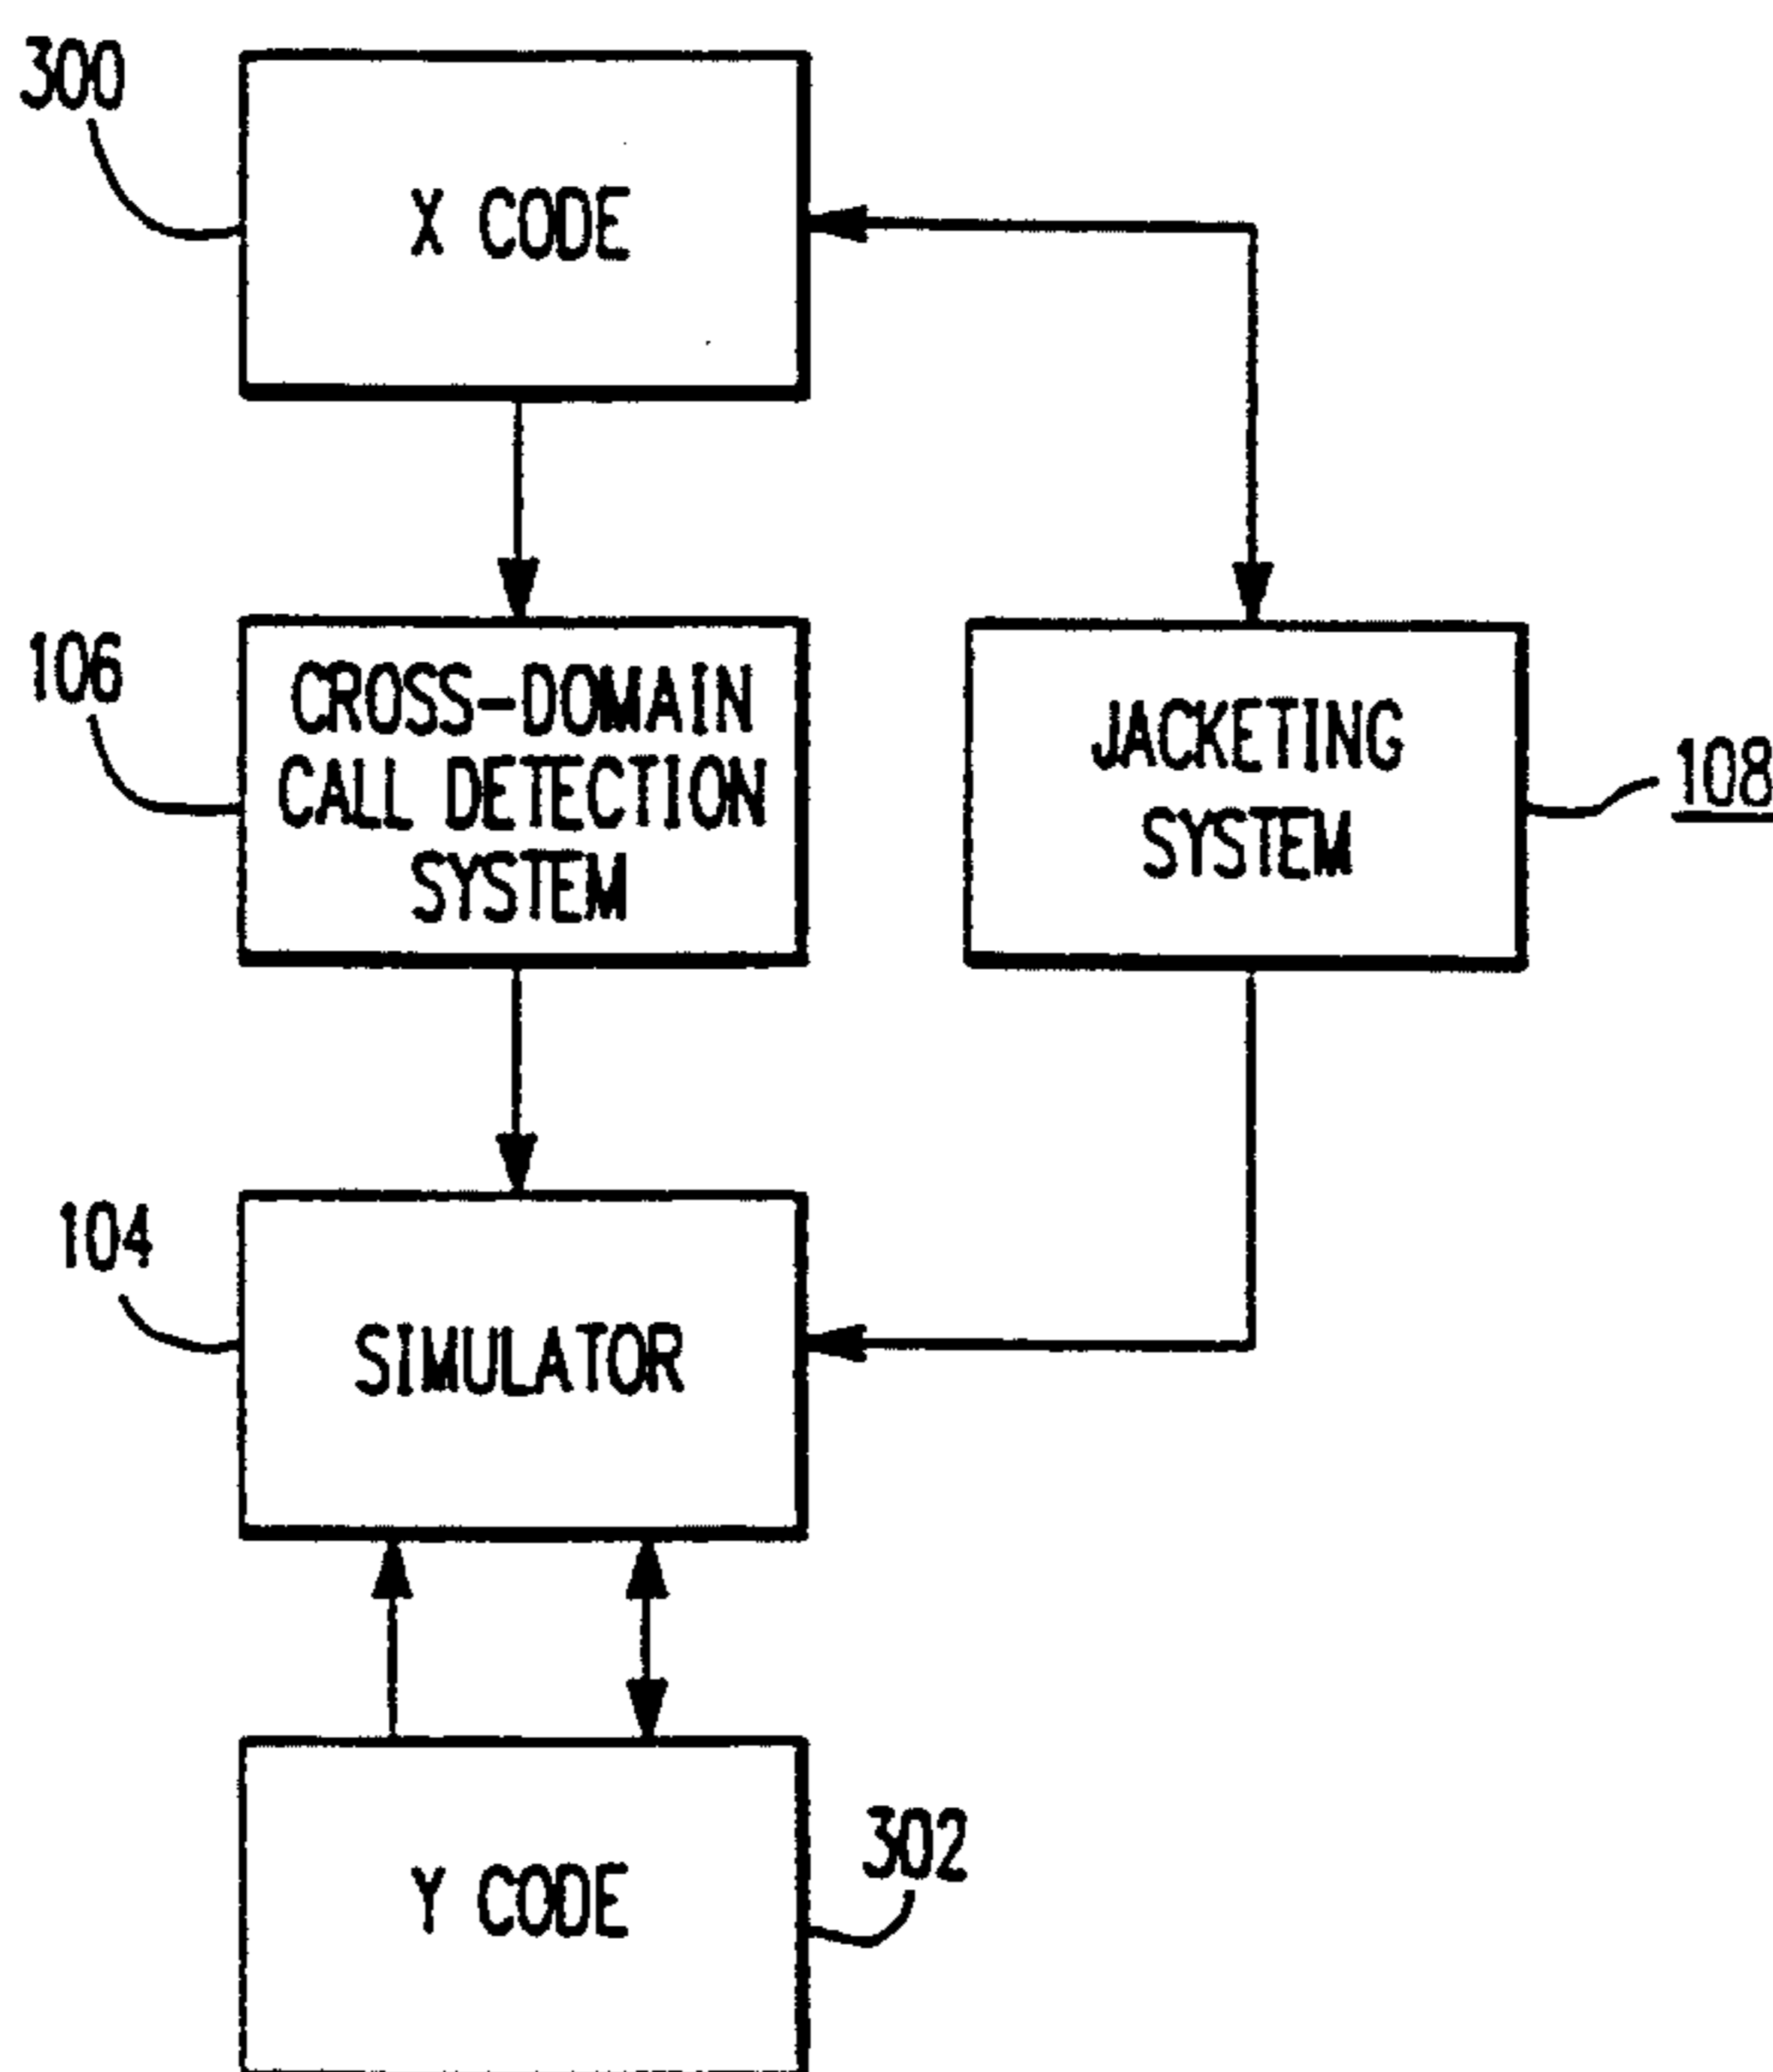 300
X CODE
106
CROSS-DOMAIN
CALL DETECTION
SYSTEM
JACKETING
SYSTEM
108
104
SIMULATOR
Y CODE
302